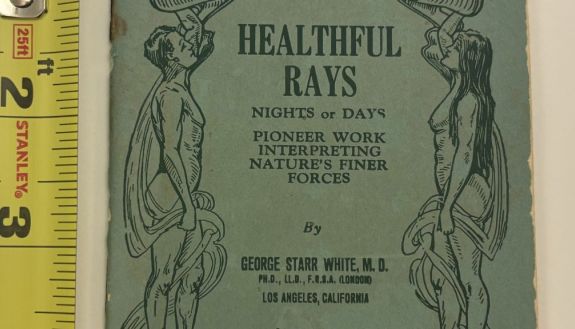 25ft
ft
2
STANLEY®
3
HEALTHFUL
RAYS
NIGHTS or DAYS
PIONEER WORK
INTERPRETING
NATURE'S FINER
FORCES
By
GEORGE STARR WHITE, M. D.
PH.D., LL.D., F.R.S.A. (LONDON)
LOS ANGELES, CALIFORNIA